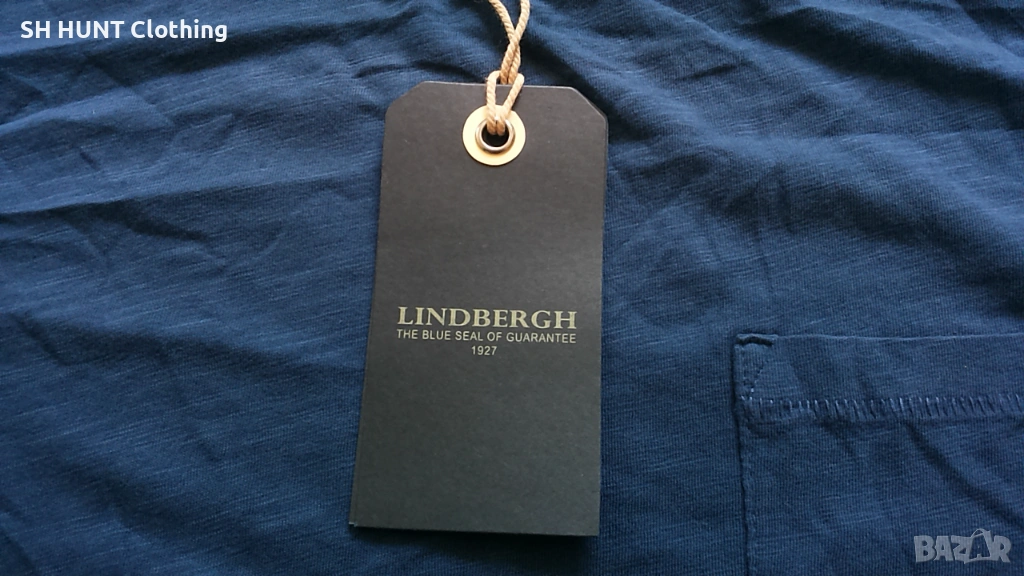 SH HUNT Clothing
LINDBERGH
THE BLUE SEAL OF GUARANTEE
1927
BAZAR